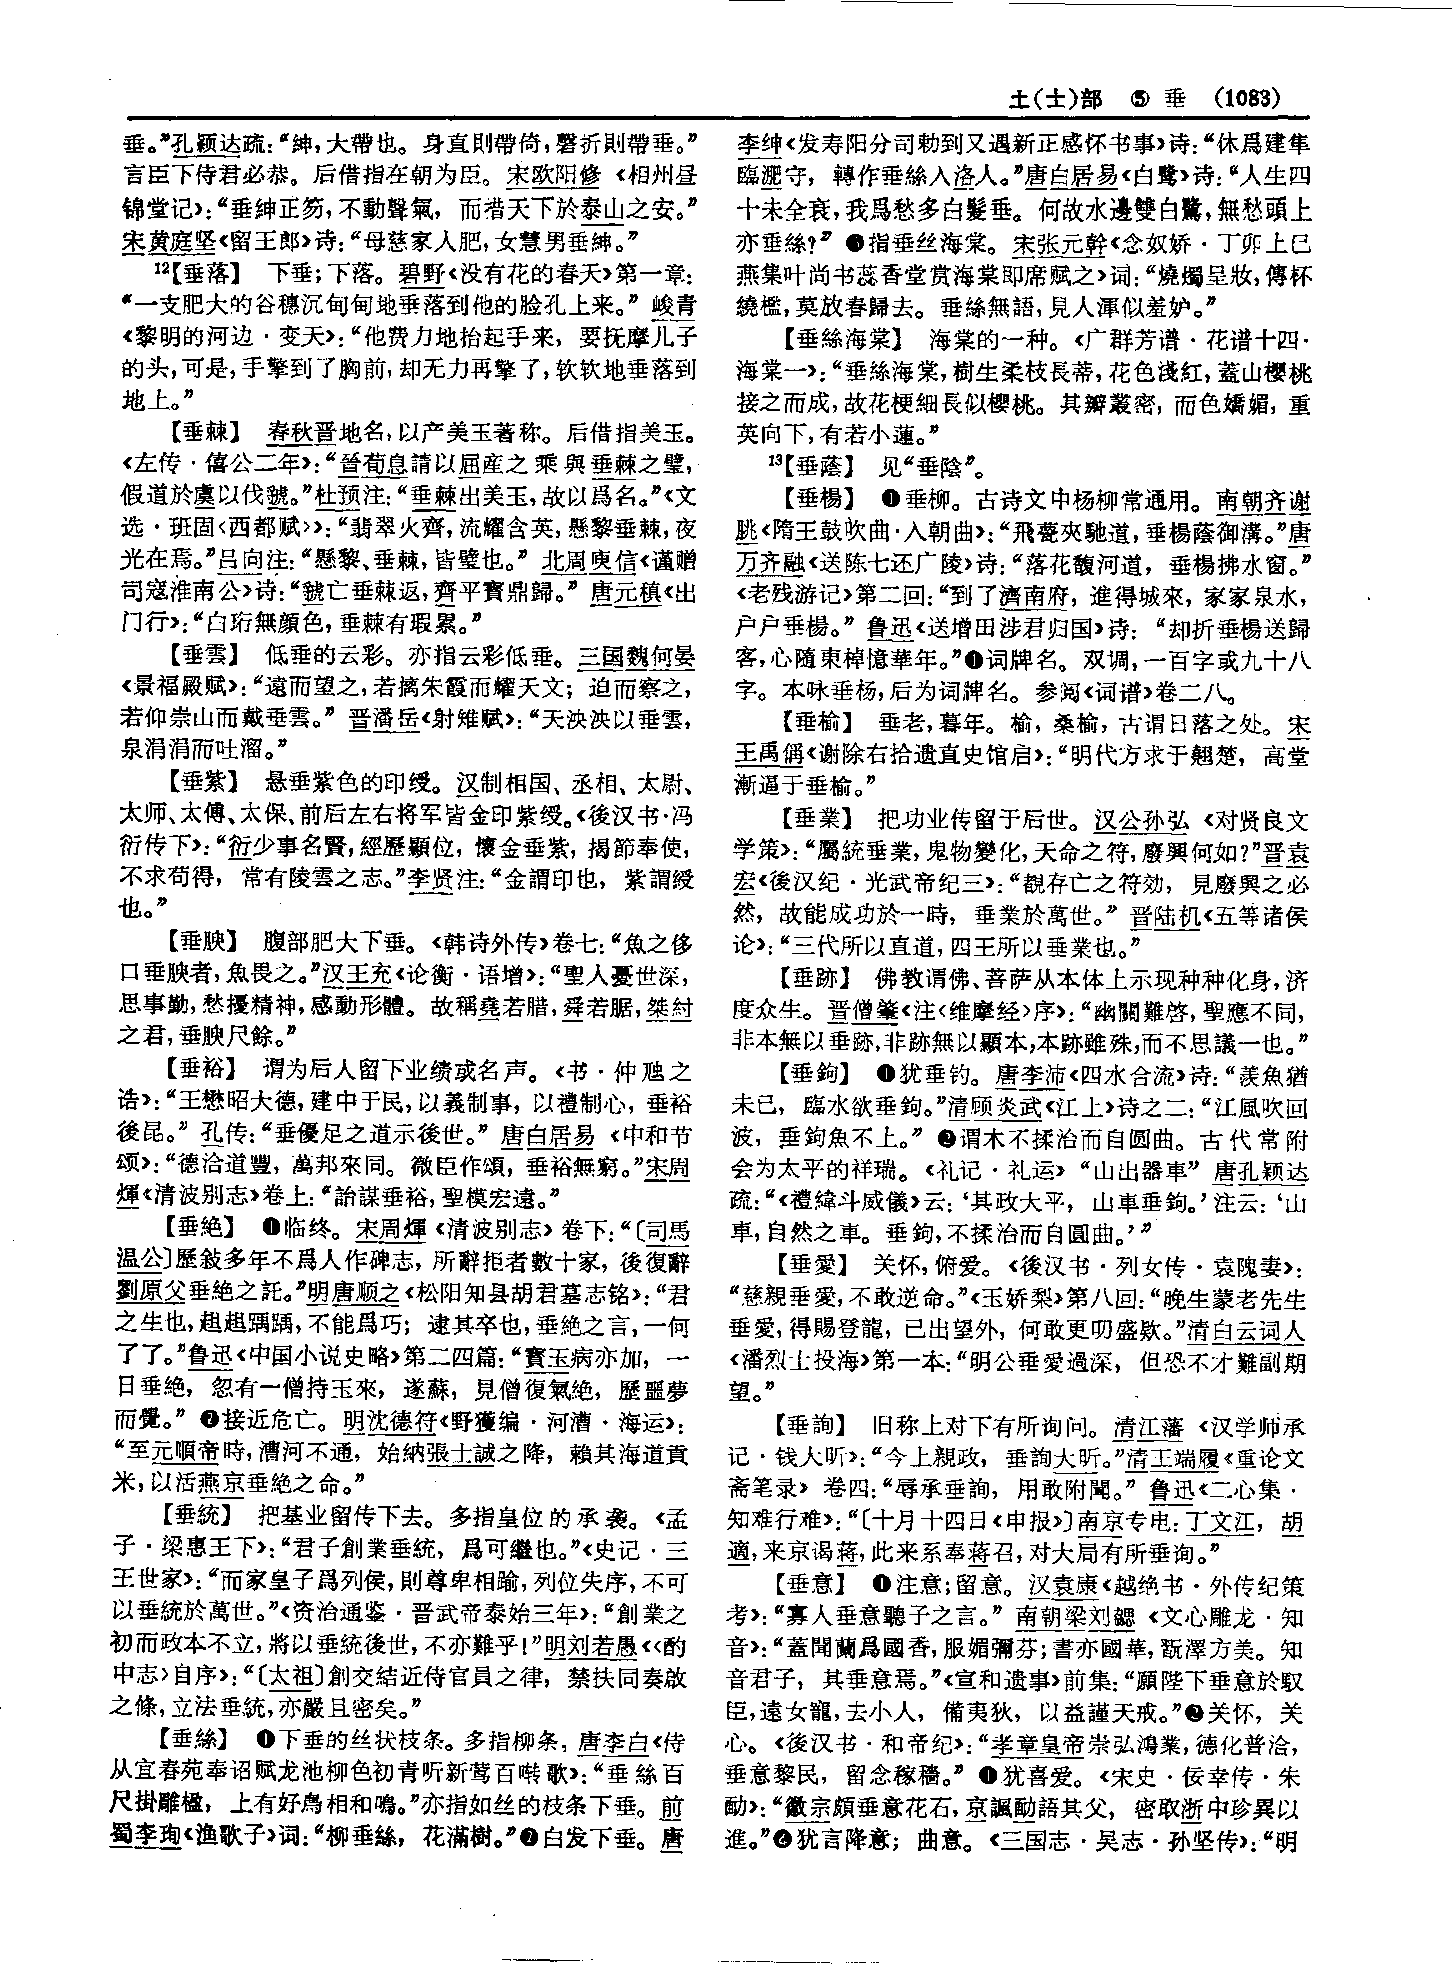 土(士)部 ⑤ 垂 (1083)
垂。”孔颖达疏：“紳，大帶也。身直則帶倚，磬折則帶垂。”
言臣下侍君必恭。后借指在朝为臣。宋欧阳修《相州昼
锦堂记》：“垂紳正笏，不動聲氣，而措天下於泰山之安。”
宋黄庭坚《留王郎》诗：“母慈家人肥，女慧男垂紳。”
12【垂落】 下垂；下落。碧野《没有花的春天》第一章：
“一支肥大的谷穗沉甸甸地垂落到他的脸孔上来。”峻青
《黎明的河边·变天》：“他费力地抬起手来，要抚摩儿子
的头，可是，手擎到了胸前，却无力再擎了，软软地垂落到
地上。”
【垂棘】 春秋晋地名，以产美玉著称。后借指美玉。
《左传·僖公二年》：“晉荀息請以屈産之乘與垂棘之璧，
假道於虞以伐虢。”杜预注：“垂棘出美玉，故以爲名。”《文
选·班固〈西都赋〉》：“翡翠火齊，流耀含英，懸黎垂棘，夜
光在焉。”吕向注：“懸黎、垂棘，皆璧也。”北周庾信《谨赠
司寇淮南公》诗：“虢亡垂棘返，齊平寶鼎歸。”唐元稹《出
门行》：“白珩無顔色，垂棘有瑕累。”
【垂雲】 低垂的云彩。亦指云彩低垂。三国魏何晏
《景福殿赋》：“遠而望之，若摛朱霞而耀天文；迫而察之，
若仰崇山而戴垂雲。”晋潘岳《射雉赋》：“天泱泱以垂雲，
泉涓涓而吐溜。”
【垂紫】 悬垂紫色的印绶。汉制相国、丞相、太尉、
太师、太傅、太保、前后左右将军皆金印紫绶。《後汉书·冯
衍传下》：“衍少事名賢，經歷顯位，懷金垂紫，揭節奉使，
不求苟得，常有陵雲之志。”李贤注：“金謂印也，紫謂綬
也。”
【垂腴】 腹部肥大下垂。《韩诗外传》卷七：“魚之侈
口垂腴者，魚畏之。”汉王充《论衡·语增》：“聖人憂世深，
思事勤，愁擾精神，感動形體。故稱堯若腊，舜若腒，桀紂
之君，垂腴尺餘。”
【垂裕】 谓为后人留下业绩或名声。《书·仲虺之
诰》：“王懋昭大德，建中于民，以義制事，以禮制心，垂裕
後昆。”孔传：“垂優足之道示後世。”唐白居易《中和节
颂》：“德洽道豐，萬邦來同。微臣作頌，垂裕無窮。”宋周
煇《清波别志》卷上：“詒謀垂裕，聖模宏遠。”
【垂絶】 ❶临终。宋周煇《清波别志》卷下：“〔司馬
温公〕歷敍多年不爲人作碑志，所辭拒者數十家，後復辭
劉原父垂絶之託。”明唐顺之《松阳知县胡君墓志铭》：“君
之生也，趄趄踽踽，不能爲巧；逮其卒也，垂絶之言，一何
了了。”鲁迅《中国小说史略》第二四篇：“寶玉病亦加，一
日垂絶，忽有一僧持玉來，遂蘇，見僧復氣絶，歷噩夢
而覺。”❷接近危亡。明沈德符《野獲编·河漕·海运》：
“至元順帝時，漕河不通，始納張士誠之降，賴其海道貢
米，以活燕京垂絶之命。”
【垂統】 把基业留传下去。多指皇位的承袭。《孟
子·梁惠王下》：“君子創業垂統，爲可繼也。”《史记·三
王世家》：“而家皇子爲列侯，則尊卑相踰，列位失序，不可
以垂統於萬世。”《资治通鉴·晋武帝泰始三年》：“創業之
初而政本不立，將以垂統後世，不亦難乎！”明刘若愚《〈酌
中志〉自序》：“〔太祖〕創交結近侍官員之律，禁扶同奏啟
之條，立法垂統，亦嚴且密矣。”
【垂絲】 ❶下垂的丝状枝条。多指柳条。唐李白《侍
从宜春苑奉诏赋龙池柳色初青听新莺百啭歌》：“垂絲百
尺掛雕楹，上有好鳥相和鳴。”亦指如丝的枝条下垂。前
蜀李珣《渔歌子》词：“柳垂絲，花滿樹。”❷白发下垂。唐
李绅《发寿阳分司勅到又遇新正感怀书事》诗：“休爲建隼
臨淝守，轉作垂絲入洛人。”唐白居易《白鹭》诗：“人生四
十未全衰，我爲愁多白髮垂。何故水邊雙白鷺，無愁頭上
亦垂絲？”❸指垂丝海棠。宋张元幹《念奴娇·丁卯上巳
燕集叶尚书蕊香堂赏海棠即席赋之》词：“燒燭呈妝，傳杯
繞檻，莫放春歸去。垂絲無語，見人渾似羞妒。”
【垂絲海棠】 海棠的一种。《广群芳谱·花谱十四·
海棠一》：“垂絲海棠，樹生柔枝長蒂，花色淺紅，蓋山櫻桃
接之而成，故花梗細長似櫻桃。其瓣叢密，而色嬌媚，重
英向下，有若小蓮。”
13【垂蔭】 见“垂陰”。
【垂楊】 ❶垂柳。古诗文中杨柳常通用。南朝齐谢
朓《隋王鼓吹曲·入朝曲》：“飛甍夾馳道，垂楊蔭御溝。”唐
万齐融《送陈七还广陵》诗：“落花馥河道，垂楊拂水窗。”
《老残游记》第二回：“到了濟南府，進得城來，家家泉水，
户户垂楊。”鲁迅《送增田涉君归国》诗：“却折垂楊送歸
客，心隨東棹憶華年。”❷词牌名。双调，一百字或九十八
字。本咏垂杨，后为词牌名。参阅《词谱》卷二八。
【垂榆】 垂老，暮年。榆，桑榆，古谓日落之处。宋
王禹偁《谢除右拾遗直史馆启》：“明代方求于翹楚，高堂
漸逼于垂榆。”
【垂業】 把功业传留于后世。汉公孙弘《对贤良文
学策》：“屬統垂業，鬼物變化，天命之符，廢興何如？”晋袁
宏《後汉纪·光武帝纪三》：“覩存亡之符効，見廢興之必
然，故能成功於一時，垂業於萬世。”晋陆机《五等诸侯
论》：“三代所以直道，四王所以垂業也。”
【垂跡】 佛教谓佛、菩萨从本体上示现种种化身，济
度众生。晋僧肇《注〈维摩经〉序》：“幽關難啓，聖應不同，
非本無以垂跡，非跡無以顯本，本跡雖殊，而不思議一也。”
【垂鉤】 ❶犹垂钓。唐李沛《四水合流》诗：“羨魚猶
未已，臨水欲垂鉤。”清顾炎武《江上》诗之二：“江風吹回
波，垂鉤魚不上。”❷谓木不揉治而自圆曲。古代常附
会为太平的祥瑞。《礼记·礼运》“山出器車”唐孔颖达
疏：“《禮緯斗威儀》云：‘其政大平，山車垂鉤。’注云：‘山
車，自然之車。垂鉤，不揉治而自圓曲。’”
【垂愛】 关怀，俯爱。《後汉书·列女传·袁隗妻》：
“慈親垂愛，不敢逆命。”《玉娇梨》第八回：“晚生蒙老先生
垂愛，得賜登龍，已出望外，何敢更叨盛欵。”清白云词人
《潘烈士投海》第一本：“明公垂愛過深，但恐不才難副期
望。”
【垂詢】 旧称上对下有所询问。清江藩《汉学师承
记·钱大昕》：“今上親政，垂詢大昕。”清王端履《重论文
斋笔录》卷四：“辱承垂詢，用敢附聞。”鲁迅《二心集·
知难行难》：“〔十月十四日《申报》〕南京专电：丁文江，胡
適，来京谒蒋，此来系奉蒋召，对大局有所垂询。”
【垂意】 ❶注意；留意。汉袁康《越绝书·外传纪策
考》：“寡人垂意聽子之言。”南朝梁刘勰《文心雕龙·知
音》：“蓋聞蘭爲國香，服媚彌芬；書亦國華，翫澤方美。知
音君子，其垂意焉。”《宣和遗事》前集：“願陛下垂意於馭
臣，遠女寵，去小人，備夷狄，以益謹天戒。”❷关怀，关
心。《後汉书·和帝纪》：“孝章皇帝崇弘鴻業，德化普洽，
垂意黎民，留念稼穡。”❸犹喜爱。《宋史·佞幸传·朱
勔》：“徽宗頗垂意花石，京諷勔語其父，密取浙中珍異以
進。”❹犹言降意；曲意。《三国志·吴志·孙坚传》：“明